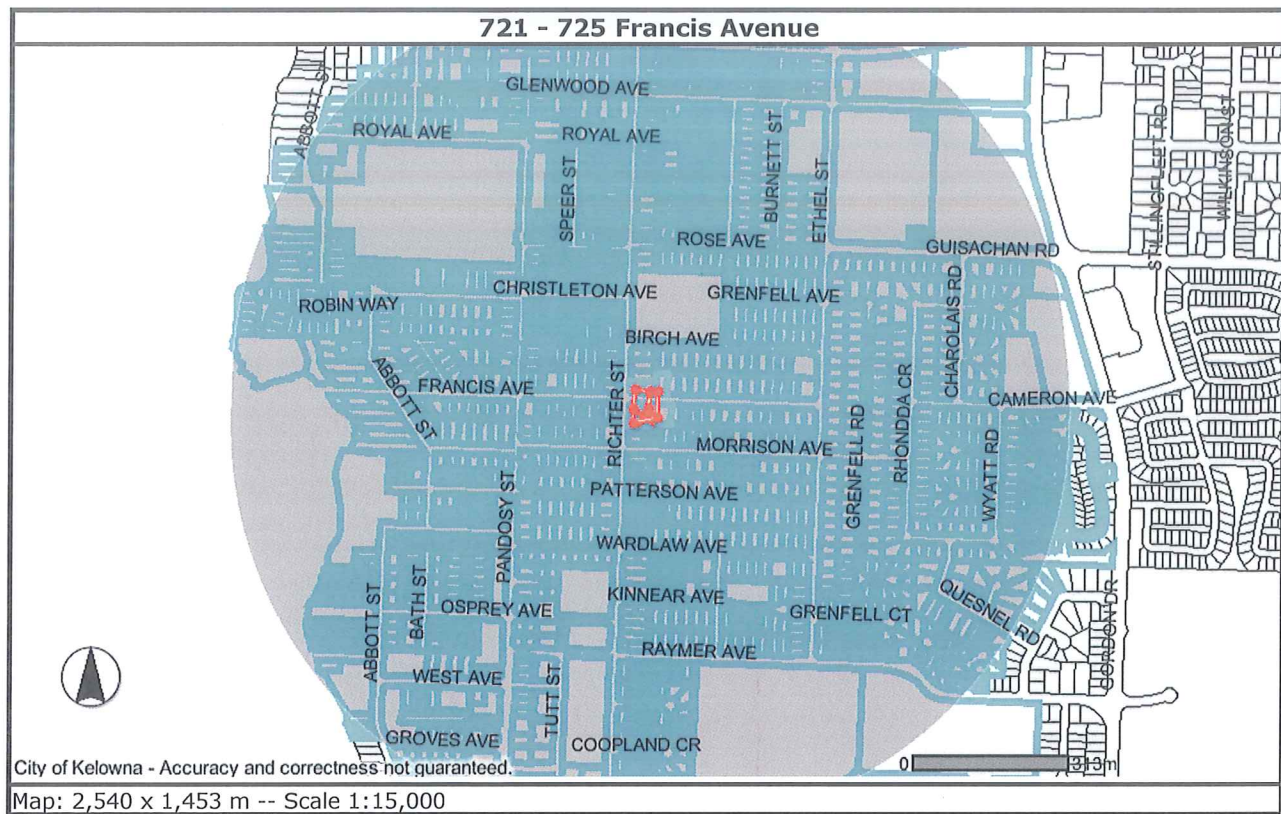 721 - 725 Francis Avenue
GLENWOOD AVE
ABBOTT ST
ROYAL AVE
ROYAL AVE
BURNETT ST
STILLINGFLEET RD
WILKINSON ST
SPEER ST
ETHEL ST
ROSE AVE
GUISACHAN RD
CHRISTLETON AVE
GRENFELL AVE
ROBIN WAY
CHAROLAIS RD
BIRCH AVE
ABBOTT ST
FRANCIS AVE
RICHTER ST
CAMERON AVE
RHONDDA CR
GRENFELL RD
MORRISON AVE
WYATT RD
PATTERSON AVE
PANDOSY ST
WARDLAW AVE
ABBOTT ST
BATH ST
OSPREY AVE
KINNEAR AVE
GRENFELL CT
QUESNEL RD
GORDON DR
RAYMER AVE
WEST AVE
TUTT ST
GROVES AVE
COOPLAND CR
City of Kelowna - Accuracy and correctness not guaranteed.
0 313m
Map: 2,540 x 1,453 m -- Scale 1:15,000